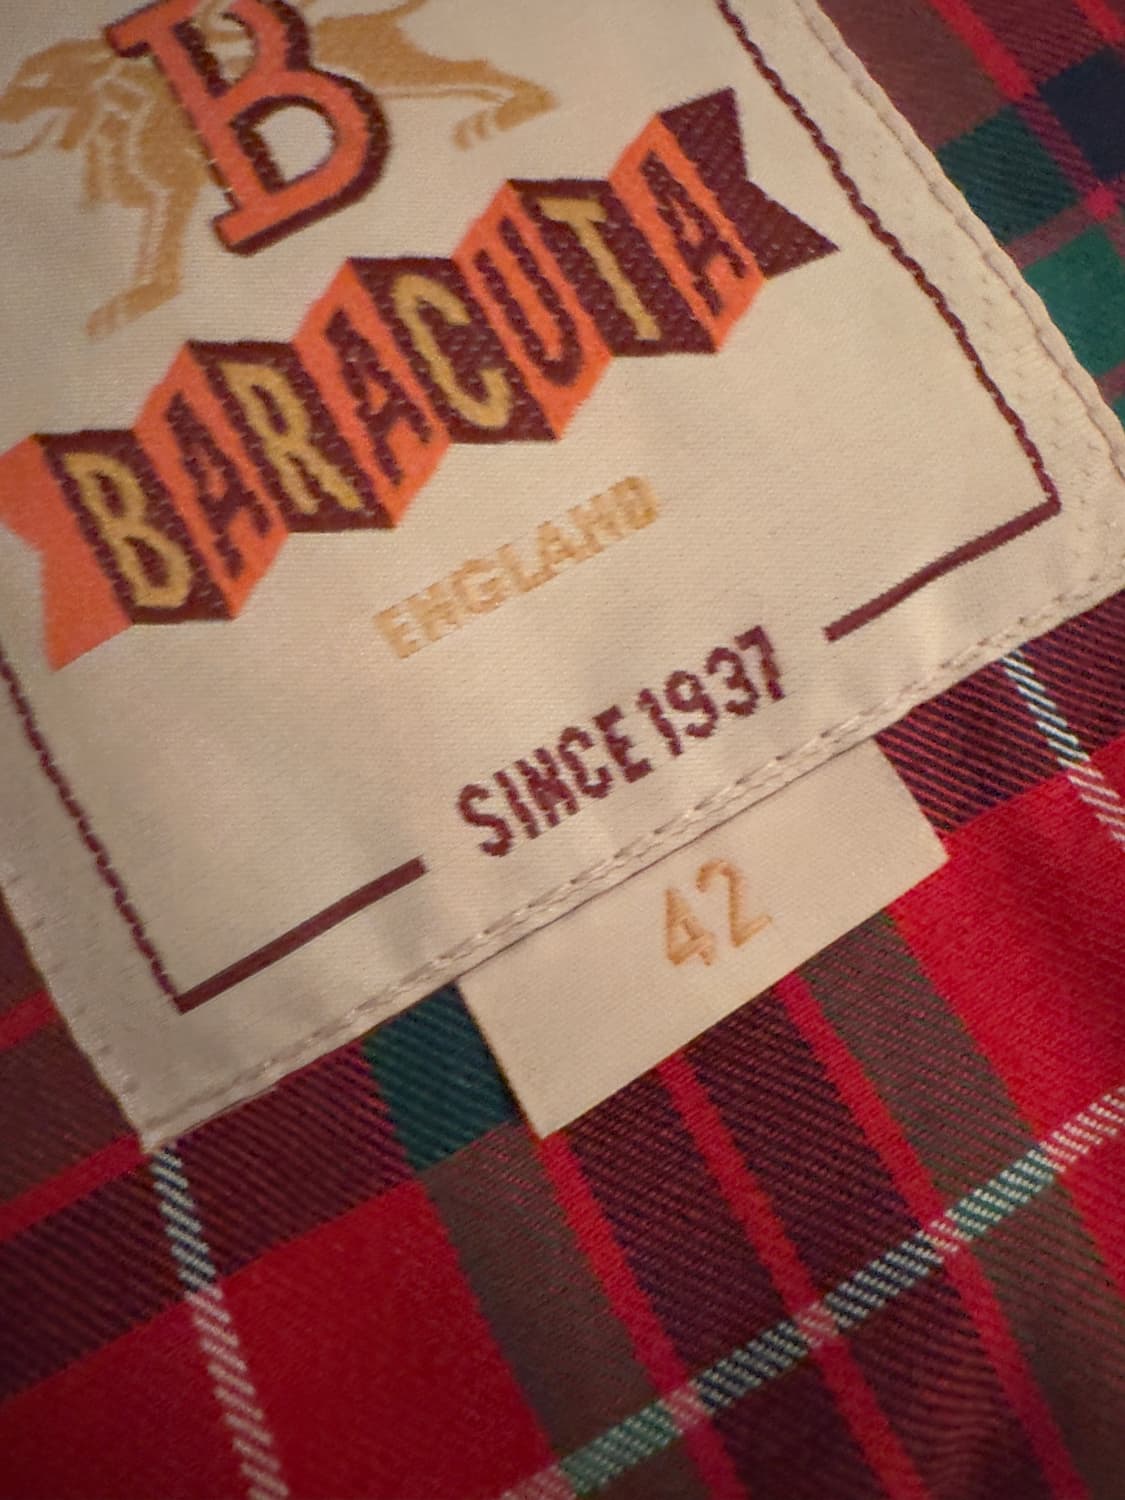 B
BARACUTA
ENGLAND
SINCE 1937
42